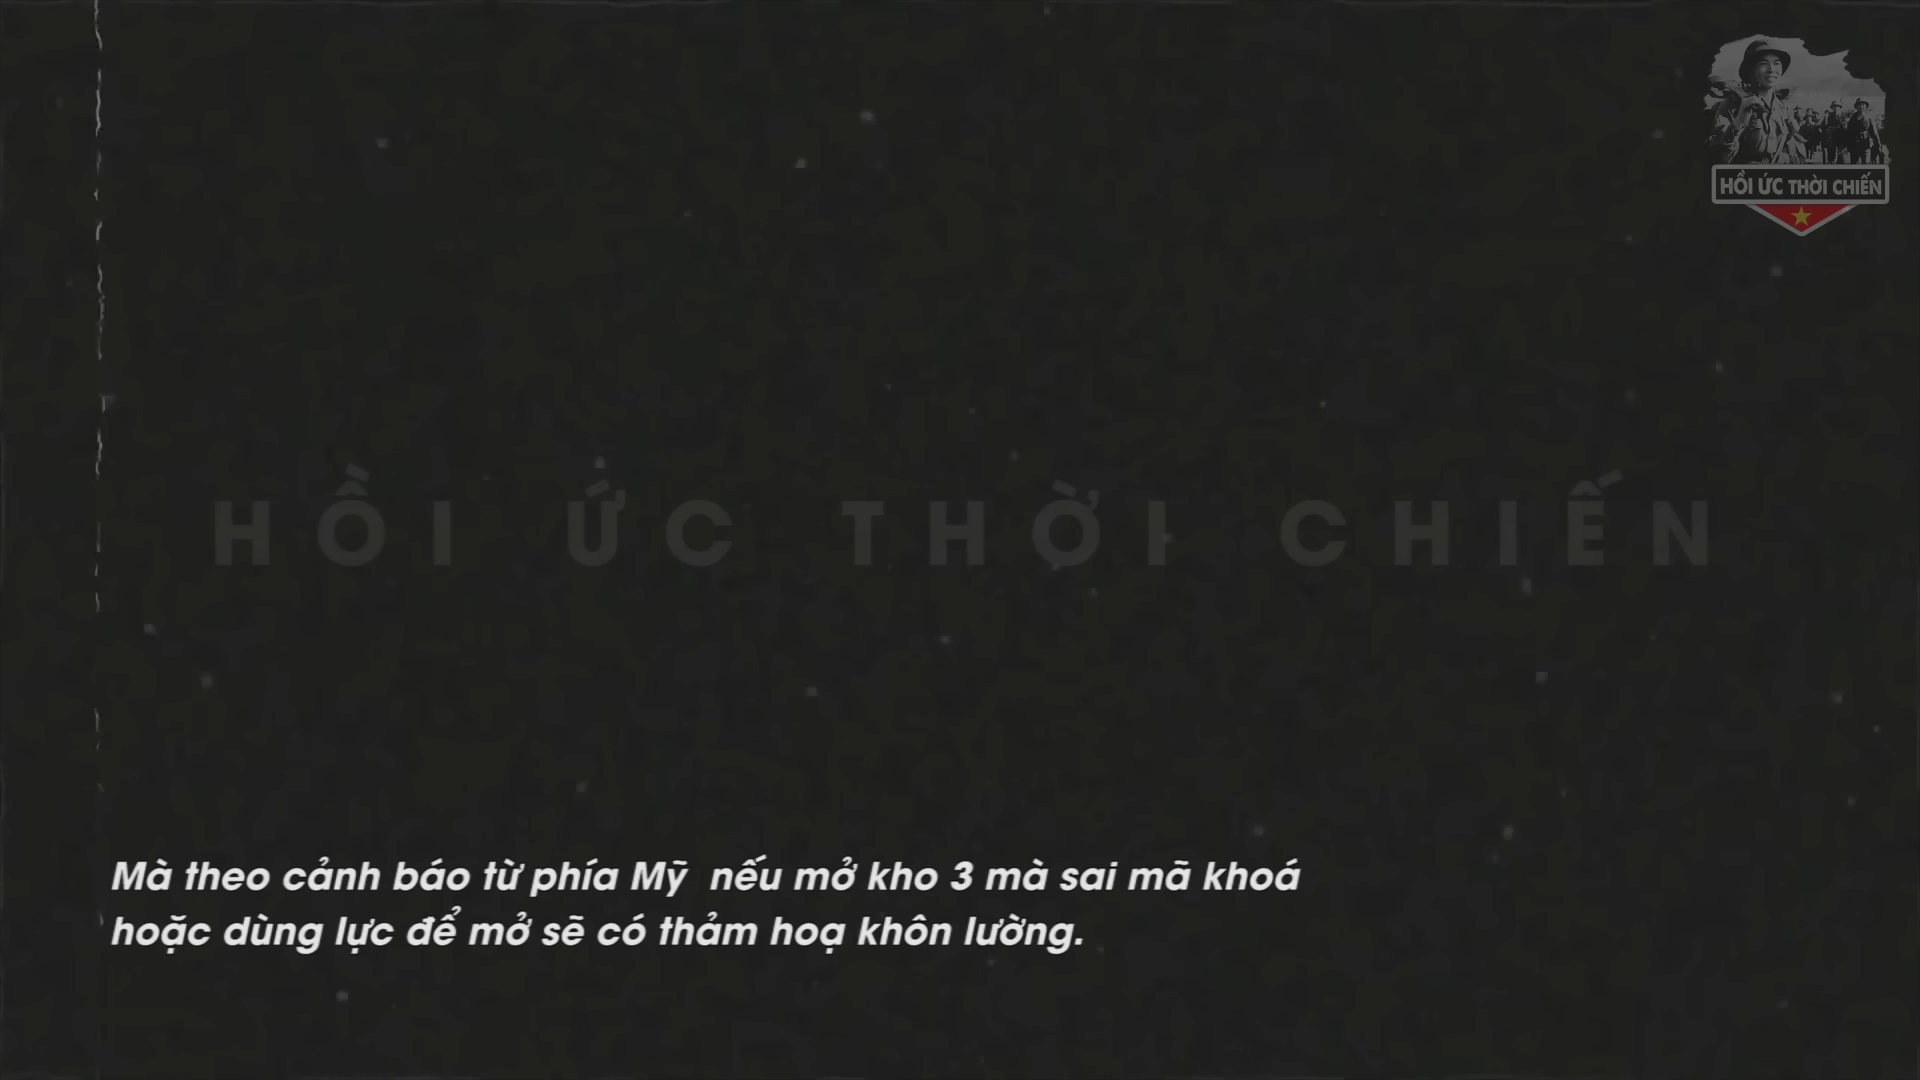 HỒI ỨC THỜI CHIẾN
HỒI ỨC THỜI CHIẾN
Mà theo cảnh báo từ phía Mỹ nếu mở kho 3 mà sai mã khoá
hoặc dùng lực để mở sẽ có thảm hoạ khôn lường.